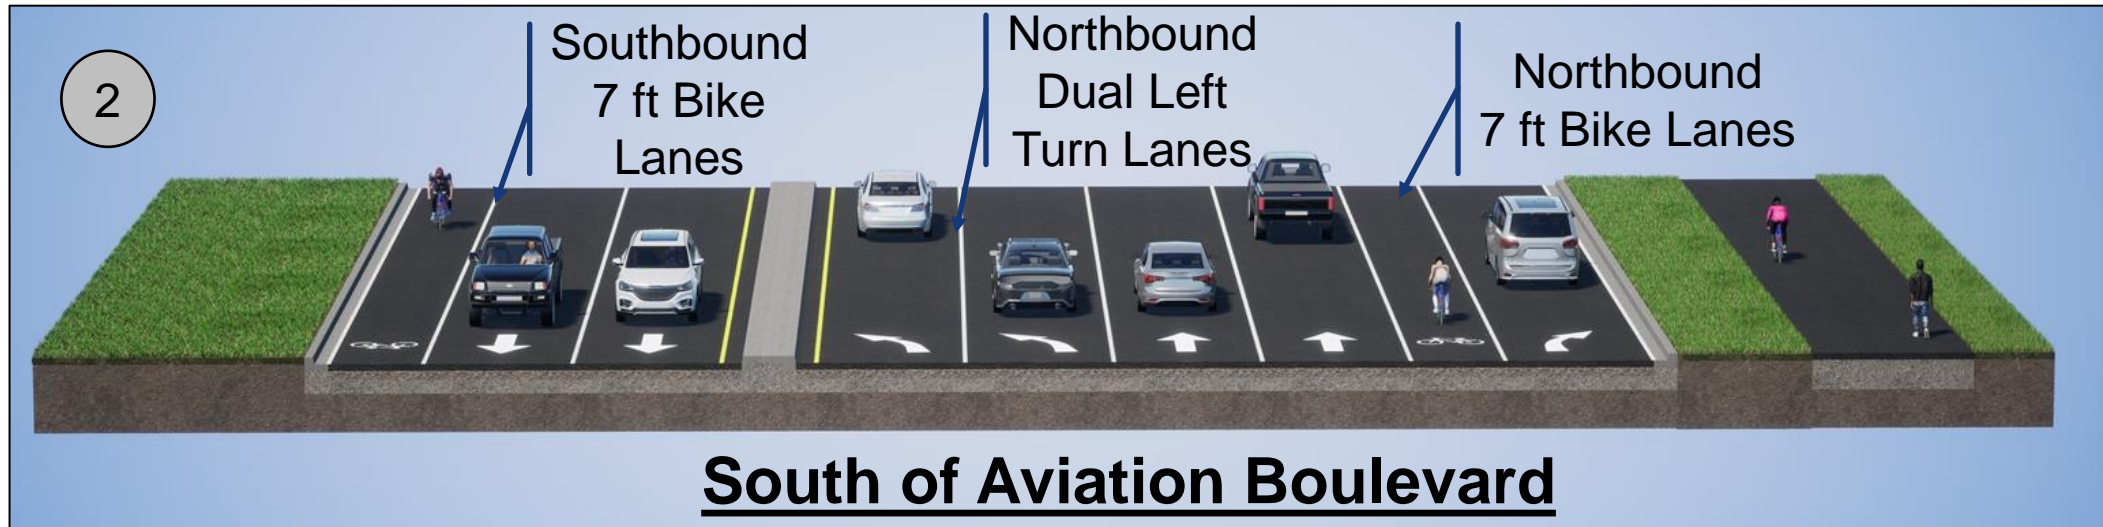 2
Southbound
7 ft Bike
Lanes
Northbound
Dual Left
Turn Lanes
Northbound
7 ft Bike Lanes
South of Aviation Boulevard